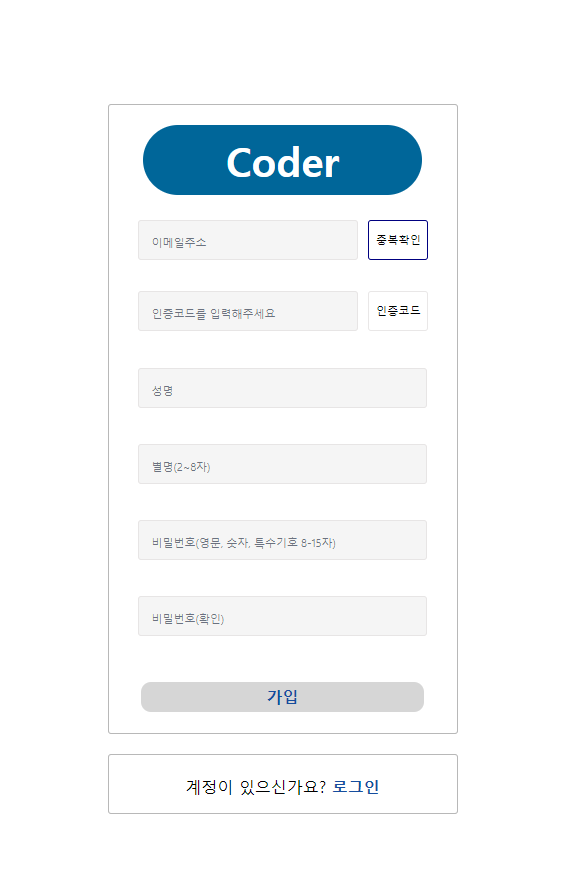 Coder
이메일주소 중복확인
인증코드를 입력해주세요 인증코드
성명
별명(2~8자)
비밀번호(영문, 숫자, 특수기호 8-15자)
비밀번호(확인)
가입
계정이 있으신가요? 로그인